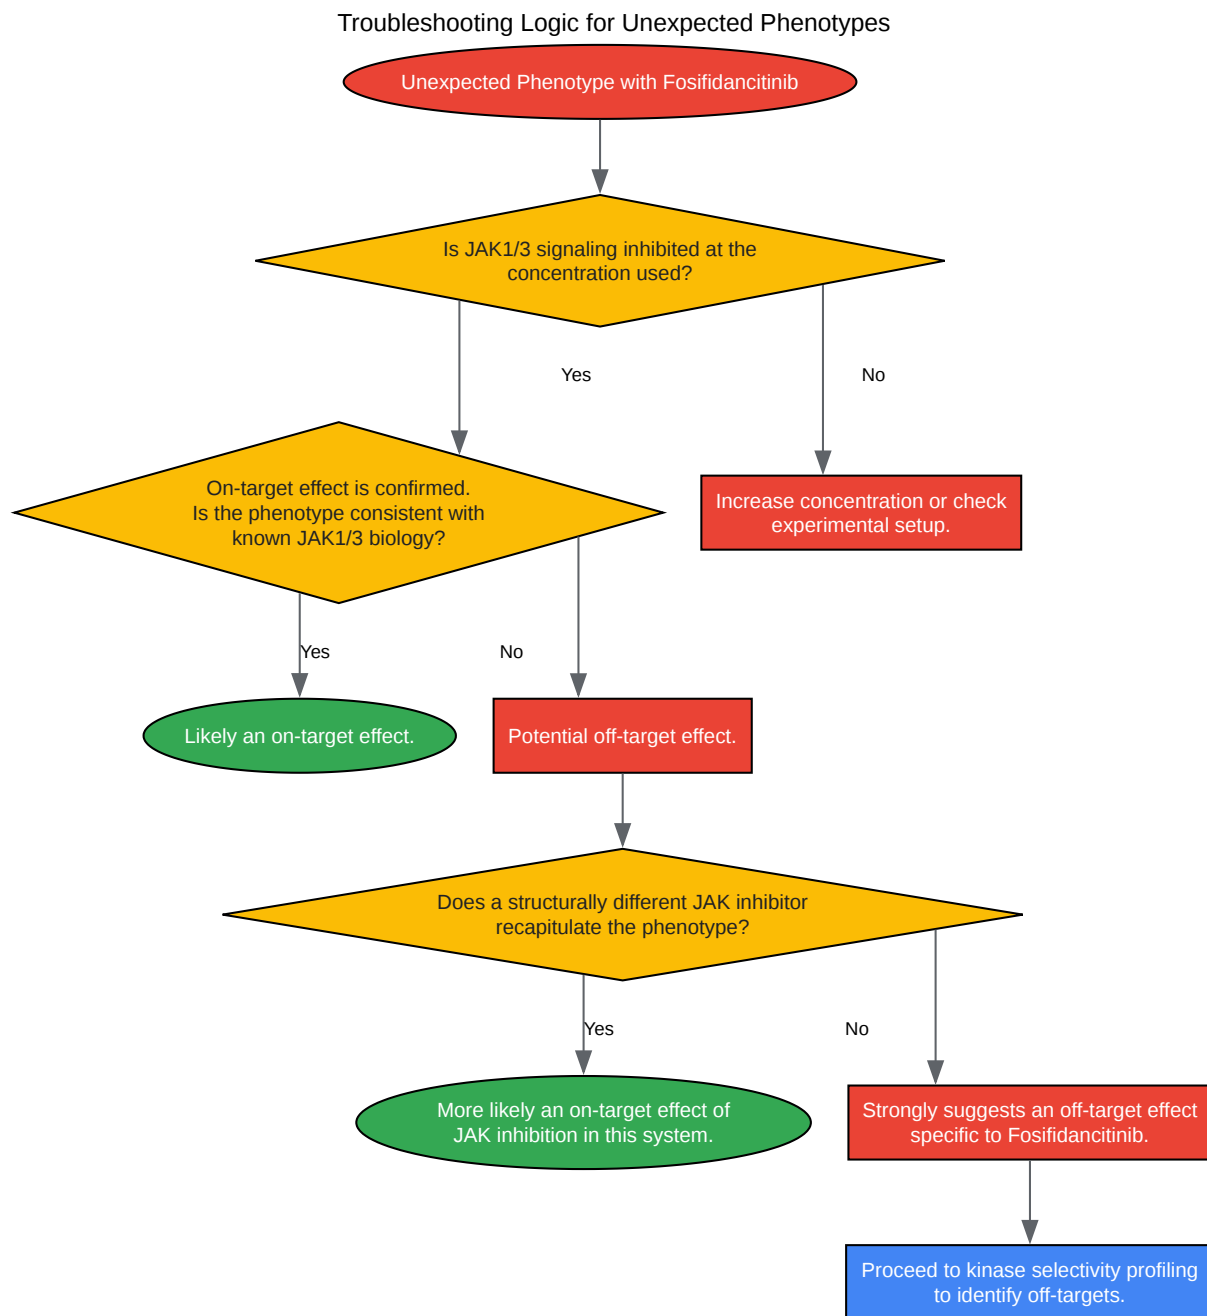 Troubleshooting Logic for Unexpected Phenotypes
Unexpected Phenotype with Fosifidancitinib
Is JAK1/3 signaling inhibited at the
concentration used?
Yes
No
On-target effect is confirmed.
Is the phenotype consistent with
known JAK1/3 biology?
Increase concentration or check
experimental setup.
Yes
No
Likely an on-target effect.
Potential off-target effect.
Does a structurally different JAK inhibitor
recapitulate the phenotype?
Yes
No
More likely an on-target effect of
JAK inhibition in this system.
Strongly suggests an off-target effect
specific to Fosifidancitinib.
Proceed to kinase selectivity profiling
to identify off-targets.